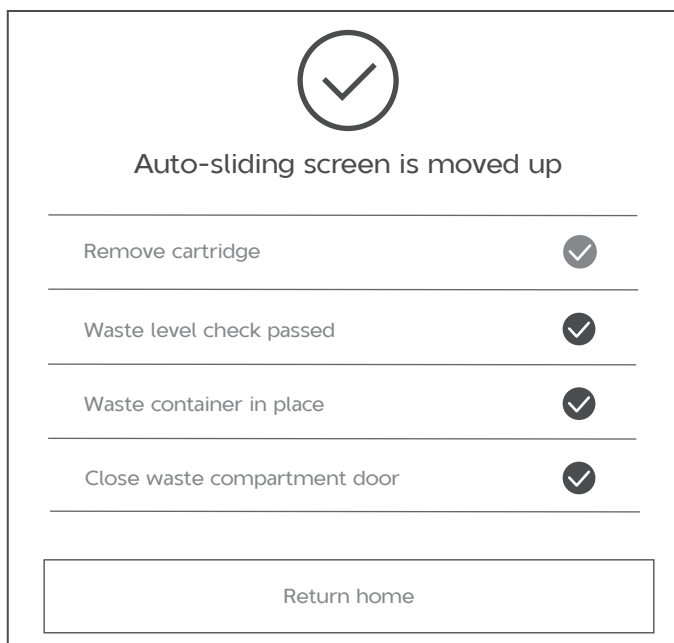 Auto-sliding screen is moved up
Remove cartridge
Waste level check passed
Waste container in place
Close waste compartment door
Return home